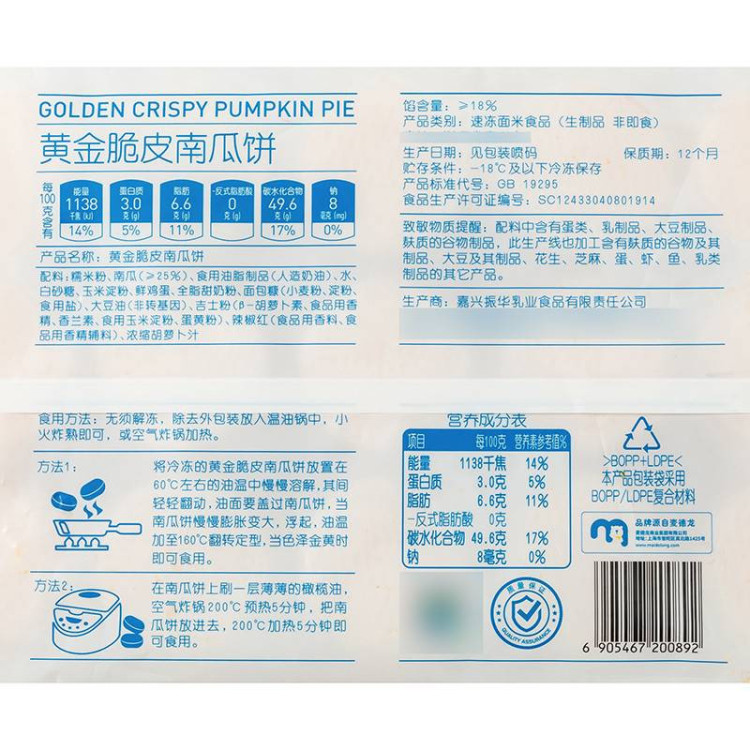 GOLDEN CRISPY PUMPKIN PIE
黄金脆皮南瓜饼
每100克含有
能量 蛋白质 脂肪 -反式脂肪酸 碳水化合物 钠
1138 3.0 6.6 0 49.6 8
千焦(kJ) 克(g) 克(g) 克(g) 克(g) 毫克(mg)
14% 5% 11% 17% 0%
产品名称：黄金脆皮南瓜饼
配料：糯米粉、南瓜(≥25%)、食用油脂制品(人造奶油)、水、
白砂糖、玉米淀粉、鲜鸡蛋、全脂甜奶粉、面包糠(小麦粉、淀粉、
食用盐)、大豆油(非转基因)、吉士粉(β-胡萝卜素、食品用香
精、香兰素、食用玉米淀粉、蛋黄粉)、辣椒红(食品用香料、食
品用香精辅料)、浓缩胡萝卜汁
馅含量：≥18%
产品类别：速冻面米食品（生制品 非即食）
生产日期：见包装喷码 保质期：12个月
贮存条件：-18℃及以下冷冻保存
产品标准代号：GB 19295
食品生产许可证编号：SC12433040801914
致敏物质提醒：配料中含有蛋类、乳制品、大豆制品、
麸质的谷物制品，此生产线也加工含有麸质的谷物及其
制品、大豆及其制品、花生、芝麻、蛋、虾、鱼、乳类
制品的其它产品。
生产商：嘉兴振华乳业食品有限责任公司
食用方法：无须解冻，除去外包装放入温油锅中，小
火炸熟即可，或空气炸锅加热。
方法1：
将冷冻的黄金脆皮南瓜饼放置在
60℃左右的油温中慢慢溶解，其间
轻轻翻动，油面要盖过南瓜饼，当
南瓜饼慢慢膨胀变大，浮起，油温
加至160℃翻转定型，当色泽金黄时
即可食用。
方法2：
在南瓜饼上刷一层薄薄的橄榄油，
空气炸锅200℃预热5分钟，把南
瓜饼放进去，200℃加热5分钟即
可食用。
营养成分表
项目 每100克 营养素参考值%
能量 1138千焦 14%
蛋白质 3.0克 5%
脂肪 6.6克 11%
-反式脂肪酸 0克
碳水化合物 49.6克 17%
钠 8毫克 0%
>BOPP+LDPE<
本产品包装袋采用
BOPP/LDPE复合材料
品牌源自麦德龙
质量保证
QUALITY ASSURANCE
6 905467 200892